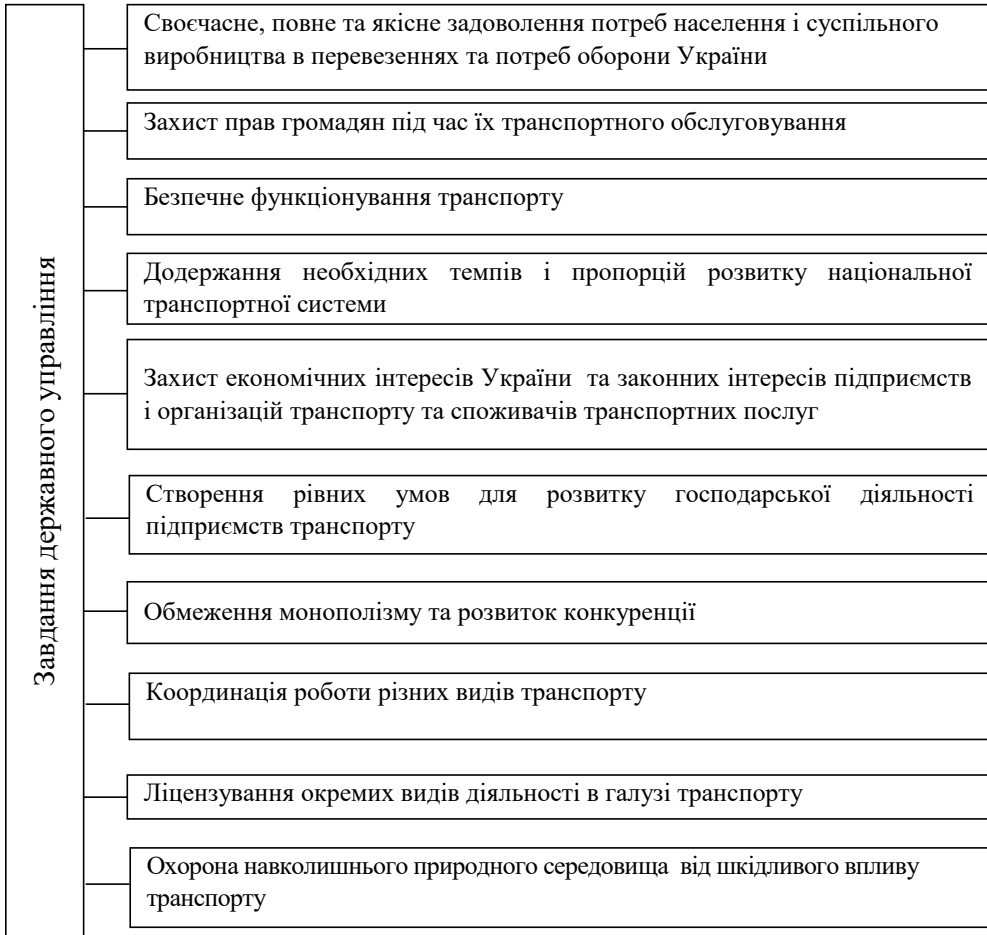 Завдання державного управління
Своєчасне, повне та якісне задоволення потреб населення і суспільного
виробництва в перевезеннях та потреб оборони України
Захист прав громадян під час їх транспортного обслуговування
Безпечне функціонування транспорту
Додержання необхідних темпів і пропорцій розвитку національної
транспортної системи
Захист економічних інтересів України та законних інтересів підприємств
і організацій транспорту та споживачів транспортних послуг
Створення рівних умов для розвитку господарської діяльності
підприємств транспорту
Обмеження монополізму та розвиток конкуренції
Координація роботи різних видів транспорту
Ліцензування окремих видів діяльності в галузі транспорту
Охорона навколишнього природного середовища від шкідливого впливу
транспорту